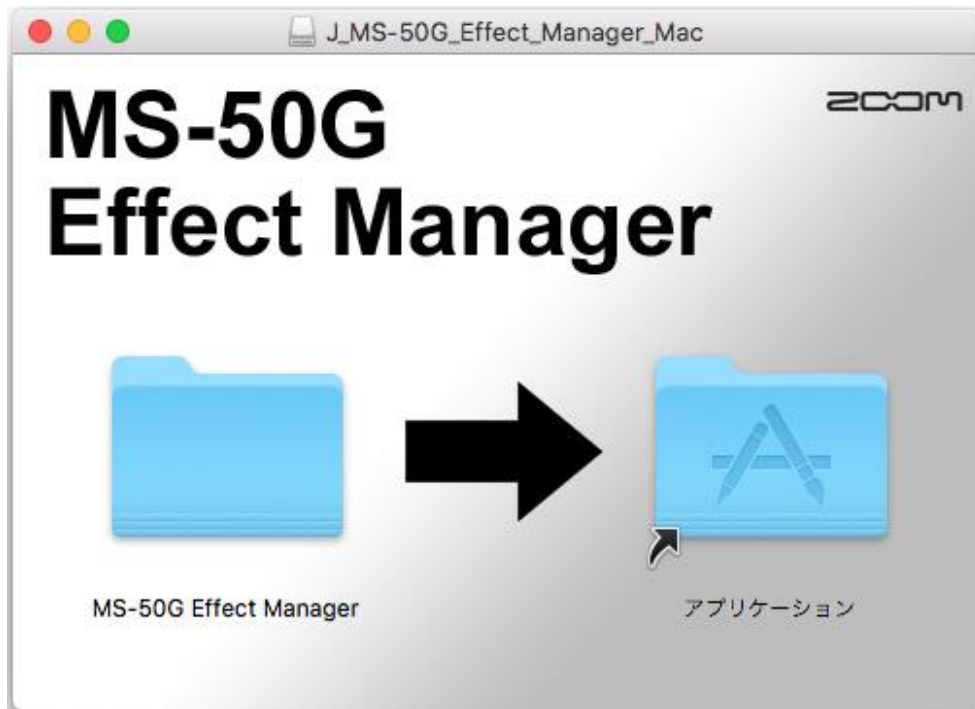 J_MS-50G_Effect_Manager_Mac
MS-50G
Effect Manager
ZOOM
MS-50G Effect Manager
アプリケーション